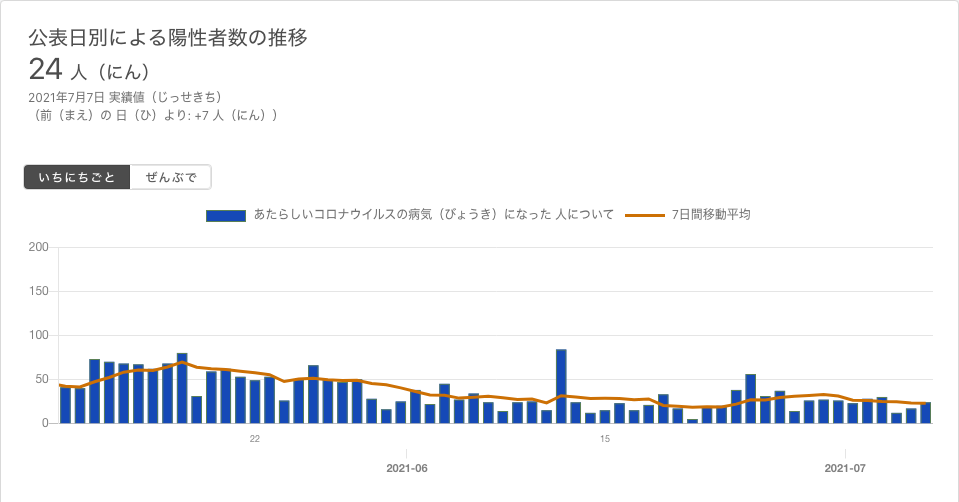 公表日別による陽性者数の推移
24 人（にん）
2021年7月7日 実績値（じっせきち）
（前（まえ）の 日（ひ）より: +7 人（にん））
いちにちごと ぜんぶで
あたらしいコロナウイルスの病気（びょうき）になった 人について 7日間移動平均
200
150
100
50
0
22 15
2021-06 2021-07